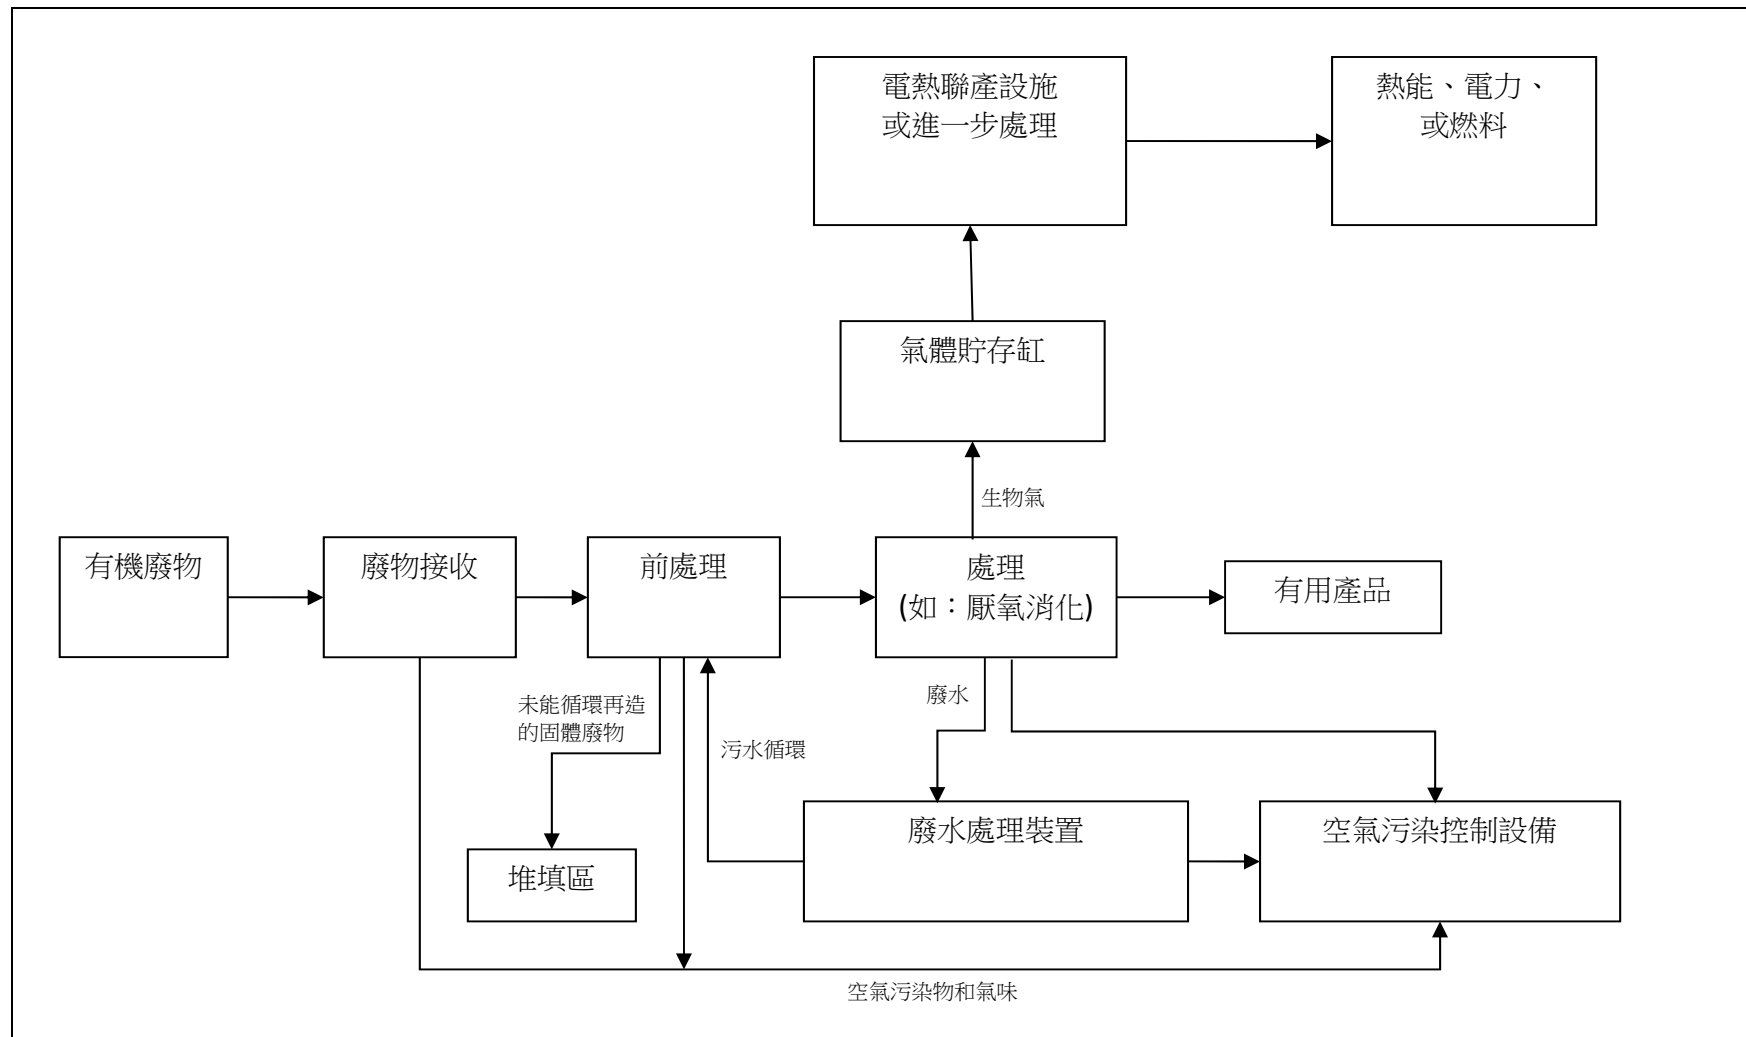 電熱聯產設施
或進一步處理
熱能、電力、
或燃料
氣體貯存缸
生物氣
有機廢物
廢物接收
前處理
處理
(如：厭氧消化)
有用產品
未能循環再造
的固體廢物
污水循環
廢水
堆填區
廢水處理裝置
空氣污染控制設備
空氣污染物和氣味